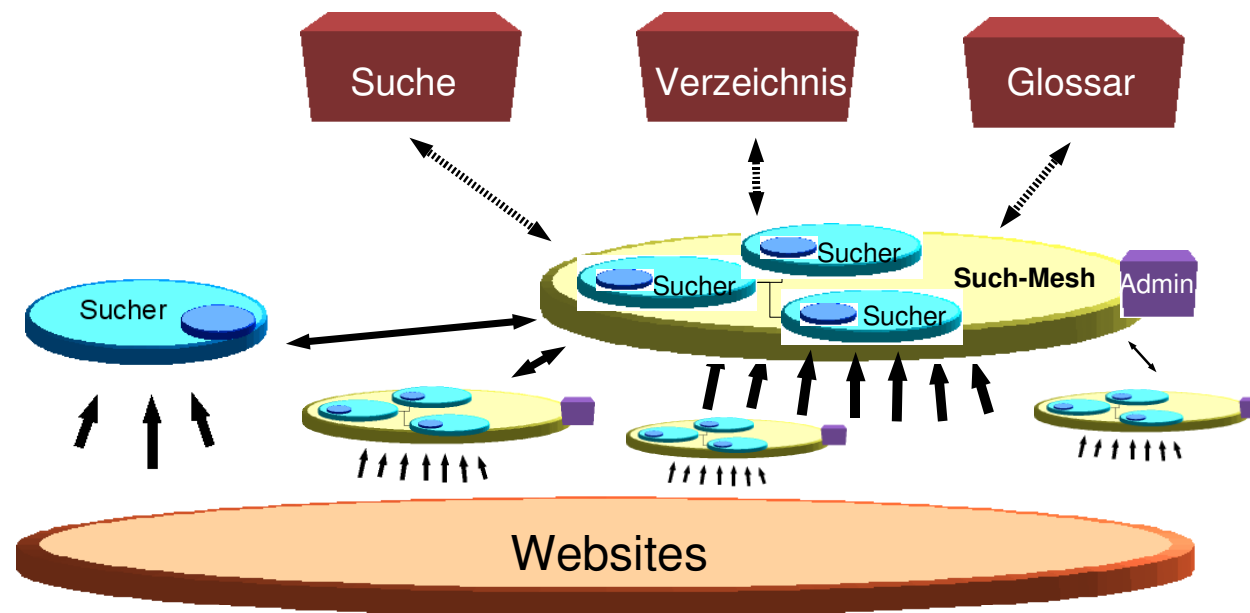 Suche
Verzeichnis
Glossar
Sucher
Sucher
Sucher
Such-Mesh
Admin.
Sucher
Websites